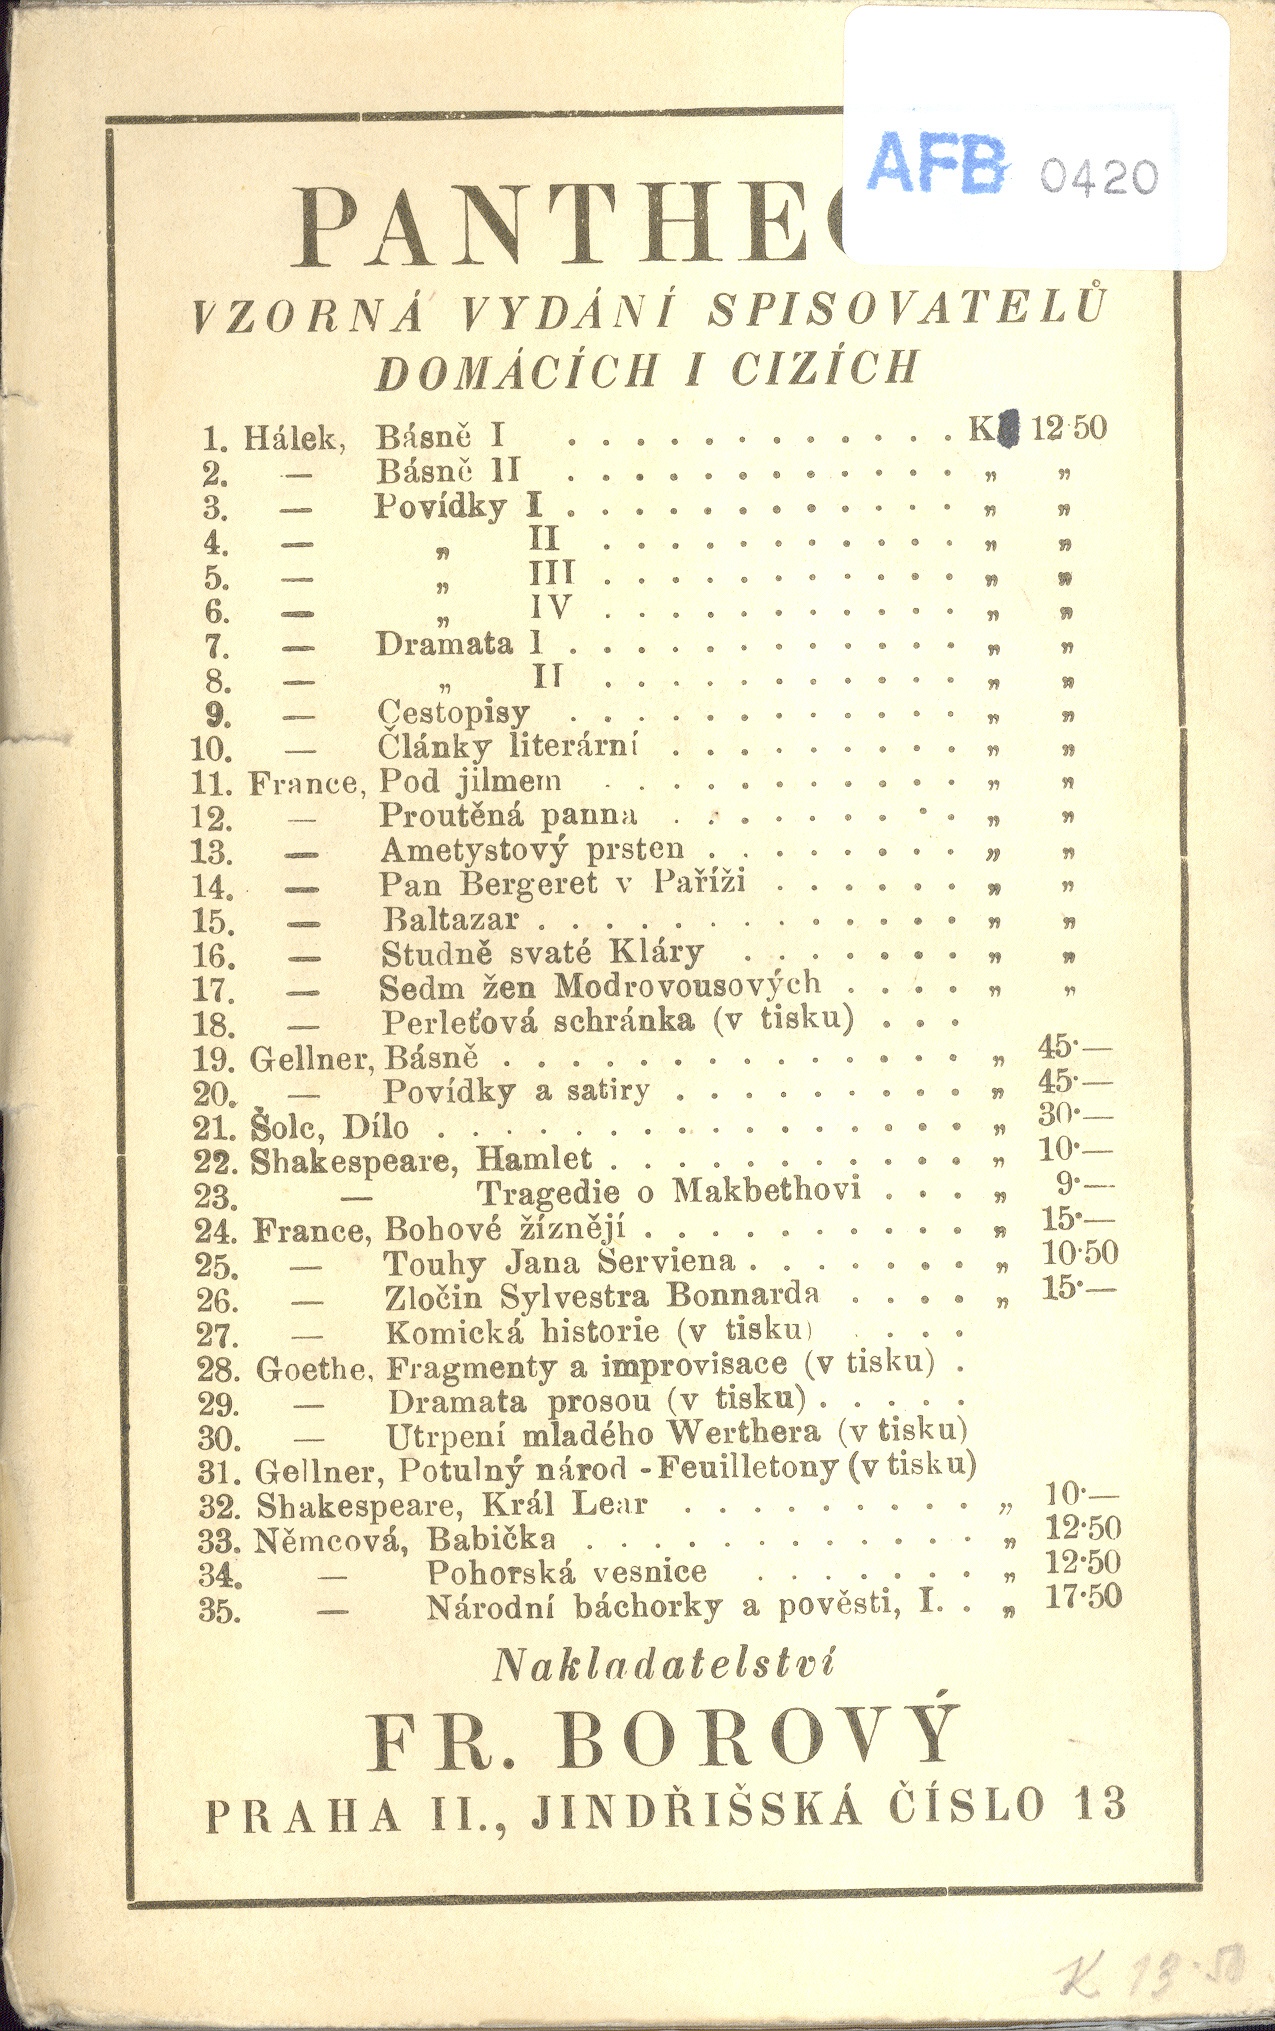 AFB 0420
PANTHEO
VZORNÁ VYDÁNÍ SPISOVATELŮ
DOMÁCÍCH I CIZÍCH
1. Hálek, Básně I . . . . . . . . . . . . K 12·50
2. — Básně II . . . . . . . . . . . . „ „
3. — Povídky I . . . . . . . . . . . . „ „
4. — „ II . . . . . . . . . . . „ „
5. — „ III . . . . . . . . . . . „ „
6. — „ IV . . . . . . . . . . . „ „
7. — Dramata I . . . . . . . . . . . . „ „
8. — „ II . . . . . . . . . . . „ „
9. — Cestopisy . . . . . . . . . . . . „ „
10. — Články literární . . . . . . . . . „ „
11. France, Pod jilmem . . . . . . . . . . . „ „
12. — Proutěná panna . . . . . . . . . „ „
13. — Ametystový prsten . . . . . . . . „ „
14. — Pan Bergeret v Paříži . . . . . . „ „
15. — Baltazar . . . . . . . . . . . . . „ „
16. — Studně svaté Kláry . . . . . . . „ „
17. — Sedm žen Modrovousových . . . . „ „
18. — Perleťová schránka (v tisku) . . .
19. Gellner, Básně . . . . . . . . . . . . . . „ 45·—
20. — Povídky a satiry . . . . . . . . . „ 45·—
21. Šolc, Dílo . . . . . . . . . . . . . . . . „ 30·—
22. Shakespeare, Hamlet . . . . . . . . . . . „ 10·—
23. — Tragedie o Makbethovi . . . „ 9·—
24. France, Bohové žíznějí . . . . . . . . . . „ 15·—
25. — Touhy Jana Serviena . . . . . . . „ 10·50
26. — Zločin Sylvestra Bonnarda . . . . „ 15·—
27. — Komická historie (v tisku) . . . .
28. Goethe, Fragmenty a improvisace (v tisku) .
29. — Dramata prosou (v tisku) . . . . .
30. — Utrpení mladého Werthera (v tisku)
31. Gellner, Potulný národ - Feuilletony (v tisku)
32. Shakespeare, Král Lear . . . . . . . . . „ 10·—
33. Němcová, Babička . . . . . . . . . . . . „ 12·50
34. — Pohorská vesnice . . . . . . . „ 12·50
35. — Národní báchorky a pověsti, I. . „ 17·50
Nakladatelství
FR. BOROVÝ
PRAHA II., JINDŘIŠSKÁ ČÍSLO 13
K 13·50